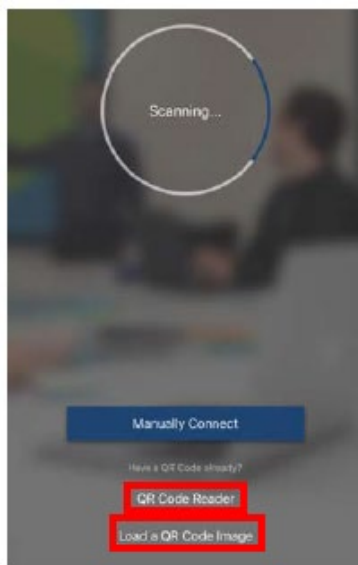 Scanning...
Manually Connect
Have a QR Code already?
QR Code Reader
Load a QR Code Image